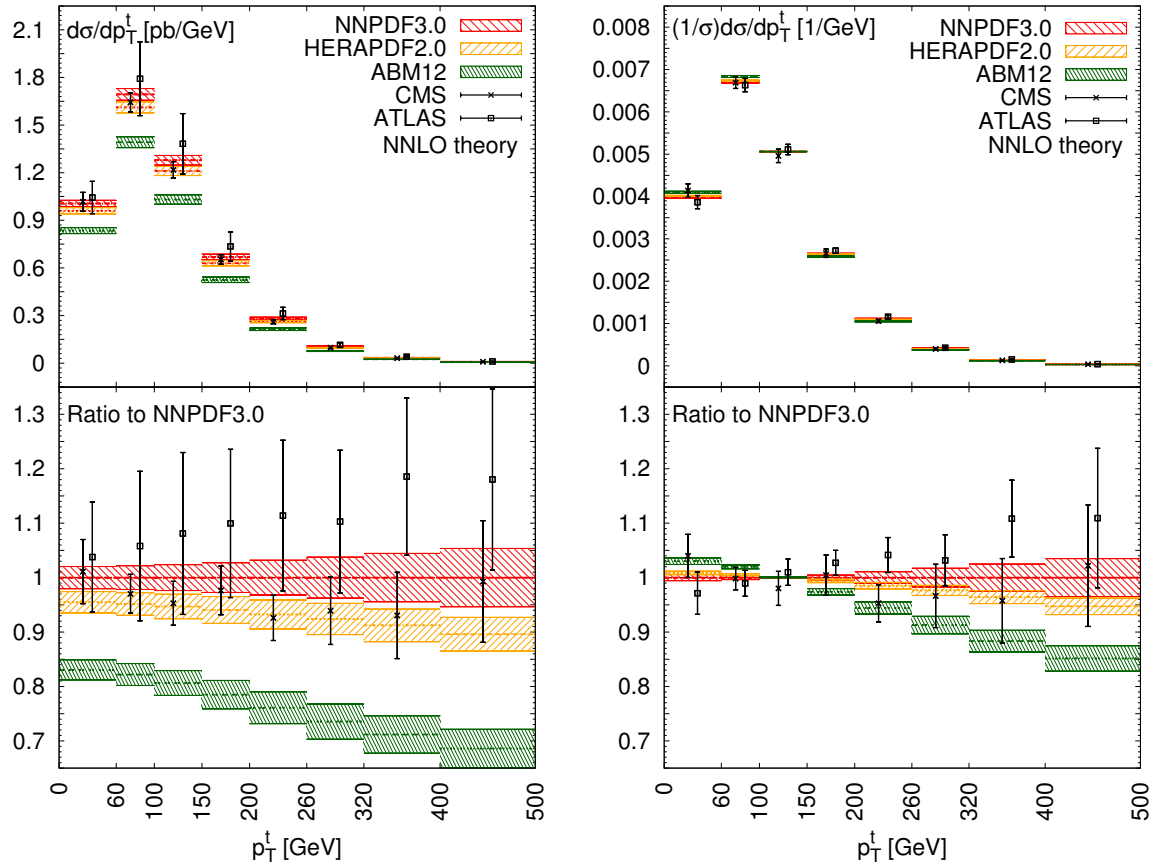 dσ/dp_T^t [pb/GeV]
NNPDF3.0
HERAPDF2.0
ABM12
CMS
ATLAS
NNLO theory
2.1
1.8
1.5
1.2
0.9
0.6
0.3
0
Ratio to NNPDF3.0
1.3
1.2
1.1
1
0.9
0.8
0.7
0
60
100
150
200
260
320
400
500
p_T^t [GeV]
(1/σ)dσ/dp_T^t [1/GeV]
NNPDF3.0
HERAPDF2.0
ABM12
CMS
ATLAS
NNLO theory
0.008
0.007
0.006
0.005
0.004
0.003
0.002
0.001
0
Ratio to NNPDF3.0
1.3
1.2
1.1
1
0.9
0.8
0.7
0
60
100
150
200
260
320
400
500
p_T^t [GeV]